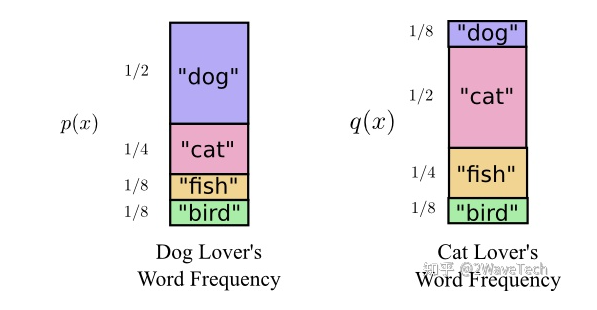 1/2
"dog"
p(x)
1/4
"cat"
1/8
"fish"
1/8
"bird"
Dog Lover's
Word Frequency
1/8
"dog"
1/2
"cat"
q(x)
1/4
"fish"
1/8
"bird"
Cat Lover's
Word Frequency
知乎 @2WaveTech